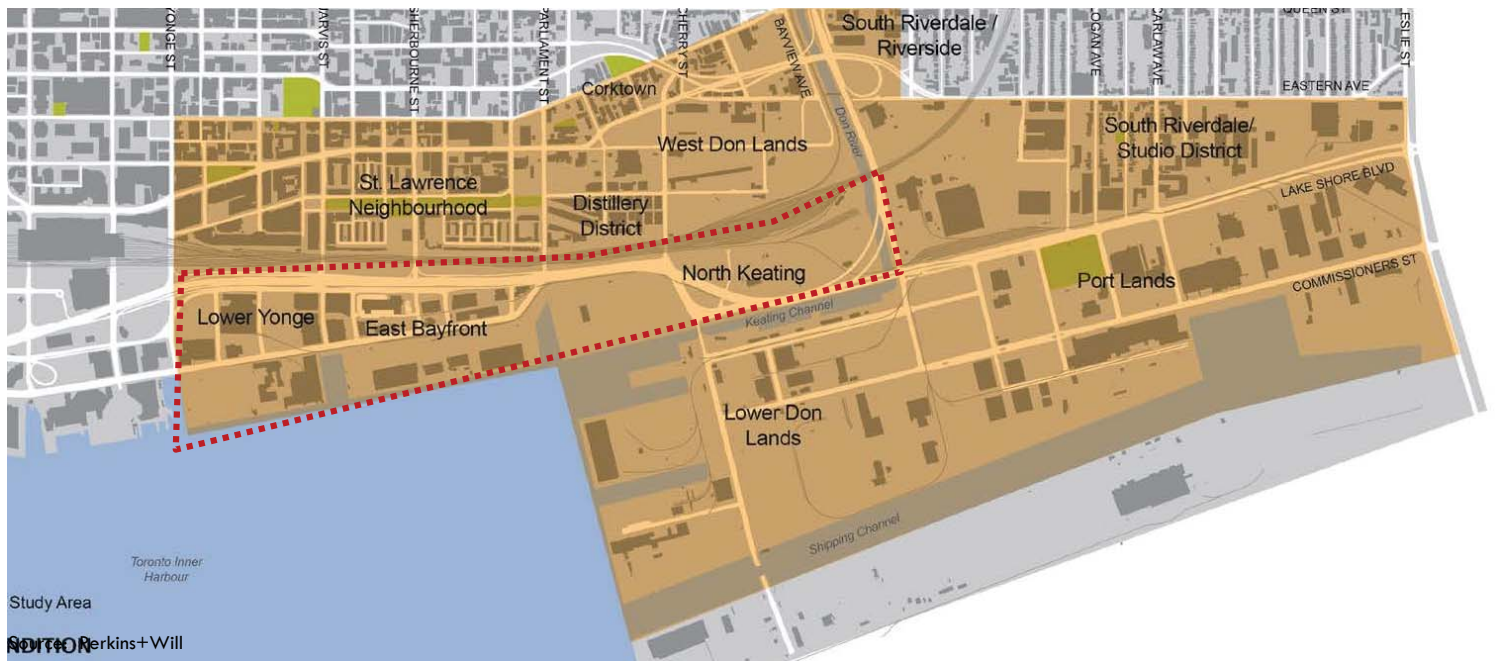 YONGE ST
JARVIS ST
SHERBOURNE ST
PARLIAMENT ST
CHERRY ST
BAYVIEW AVE
South Riverdale /
Riverside
LOGAN AVE
CARLAW AVE
QUEEN ST
LESLIE ST
EASTERN AVE
Corktown
Don River
West Don Lands
South Riverdale/
Studio District
St. Lawrence
Neighbourhood
Distillery
District
LAKE SHORE BLVD
North Keating
Port Lands
COMMISSIONERS ST
Lower Yonge
East Bayfront
Keating Channel
Lower Don
Lands
Shipping Channel
Toronto Inner
Harbour
Study Area
NDITION
Source: Perkins+Will